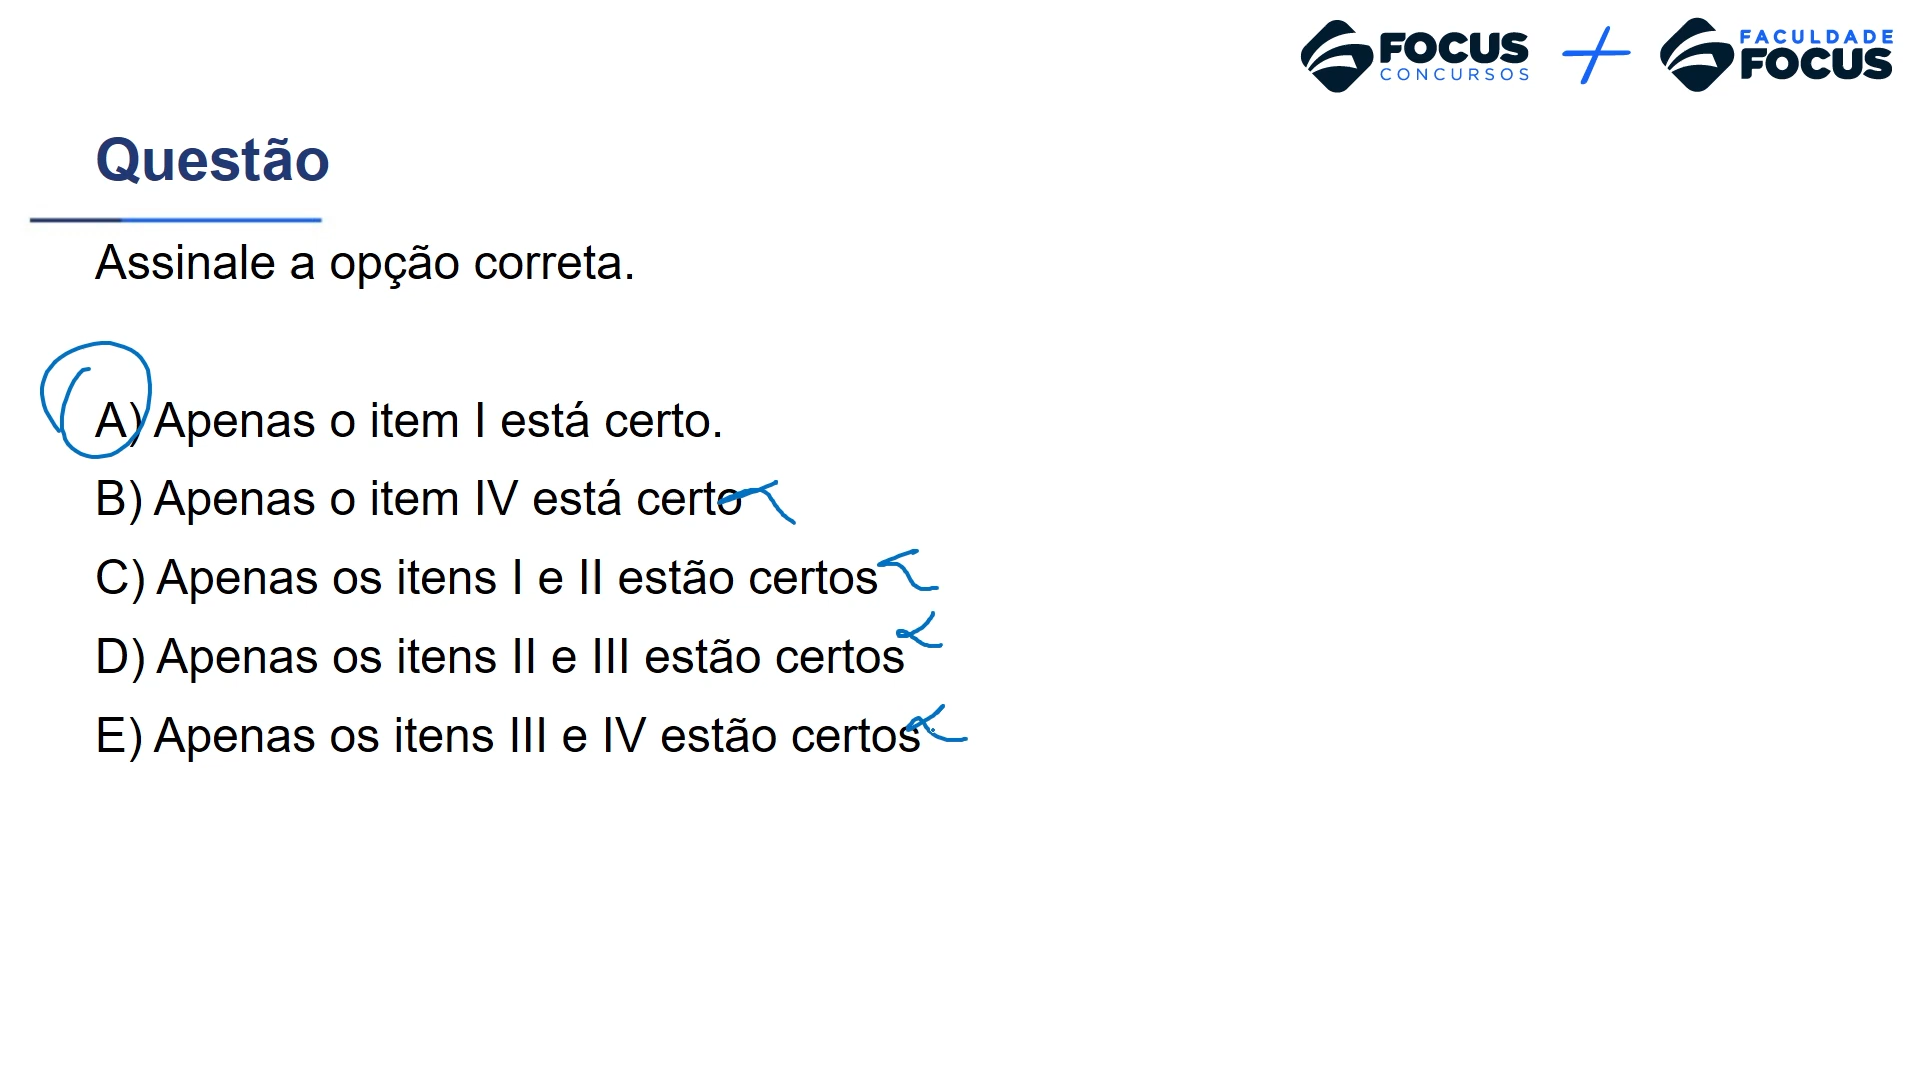 FOCUS
CONCURSOS
FACULDADE
FOCUS
Questão
Assinale a opção correta.
A) Apenas o item I está certo.
B) Apenas o item IV está certo
C) Apenas os itens I e II estão certos
D) Apenas os itens II e III estão certos
E) Apenas os itens III e IV estão certos